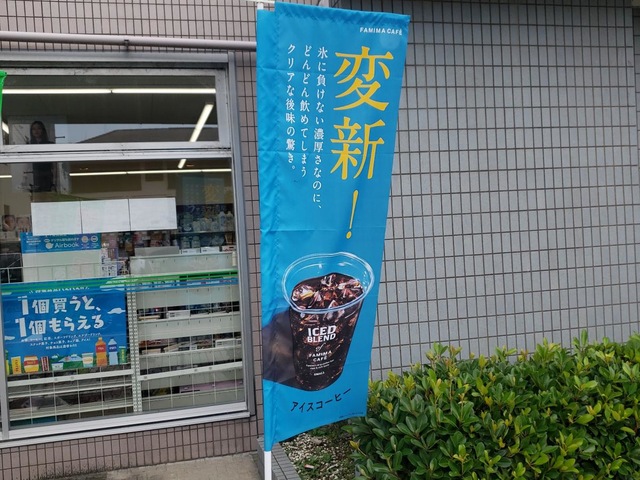 FAMIMA CAFÉ
変新!
氷に負けない濃厚さなのに、
どんどん飲めてしまう
クリアな後味の驚き。
ICED
BLEND
of
FAMIMA
CAFÉ
アイスコーヒー
Airbook
1個買うと、
1個もらえる